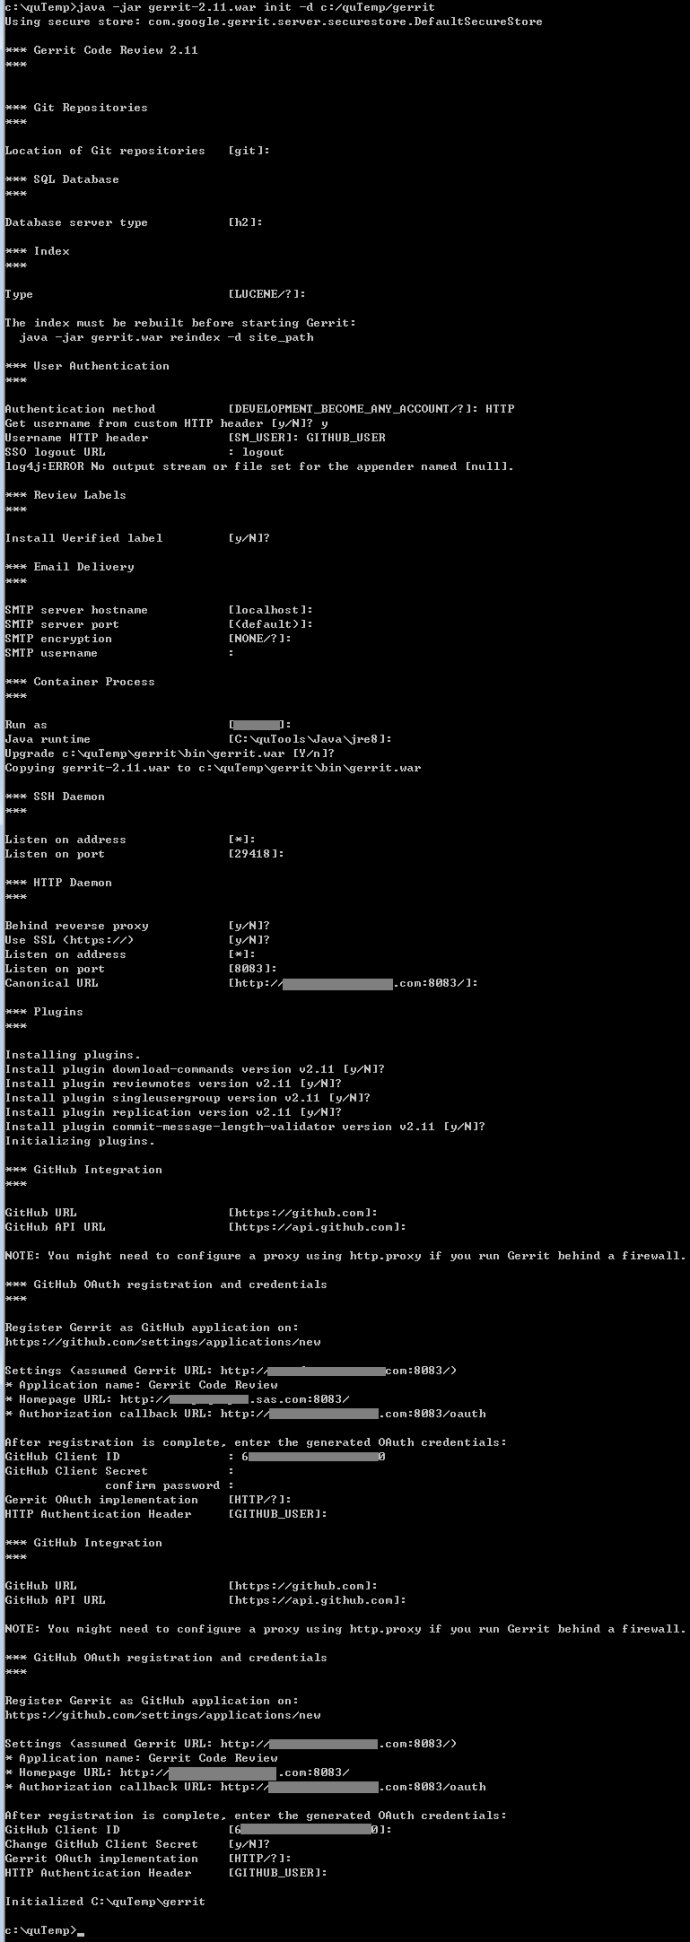 c:\quTemp>java -jar gerrit-2.11.war init -d c:/quTemp/gerrit
Using secure store: com.google.gerrit.server.securestore.DefaultSecureStore
*** Gerrit Code Review 2.11
***
*** Git Repositories
***
Location of Git repositories   [git]:
*** SQL Database
***
Database server type           [h2]:
*** Index
***
Type                           [LUCENE/?]:
The index must be rebuilt before starting Gerrit:
  java -jar gerrit.war reindex -d site_path
*** User Authentication
***
Authentication method          [DEVELOPMENT_BECOME_ANY_ACCOUNT/?]: HTTP
Get username from custom HTTP header [y/N]? y
Username HTTP header           [SM_USER]: GITHUB_USER
SSO logout URL                 : logout
log4j:ERROR No output stream or file set for the appender named [null].
*** Review Labels
***
Install Verified label         [y/N]?
*** Email Delivery
***
SMTP server hostname           [localhost]:
SMTP server port               [(default)]:
SMTP encryption                [NONE/?]:
SMTP username                  :
*** Container Process
***
Run as                         [ ]:
Java runtime                   [C:\quTools\Java\jre8]:
Upgrade c:\quTemp\gerrit\bin\gerrit.war [Y/n]?
Copying gerrit-2.11.war to c:\quTemp\gerrit\bin\gerrit.war
*** SSH Daemon
***
Listen on address              [*]:
Listen on port                 [29418]:
*** HTTP Daemon
***
Behind reverse proxy           [y/N]?
Use SSL (https://)             [y/N]?
Listen on address              [*]:
Listen on port                 [8083]:
Canonical URL                  [http:// .com:8083/]:
*** Plugins
***
Installing plugins.
Install plugin download-commands version v2.11 [y/N]?
Install plugin reviewnotes version v2.11 [y/N]?
Install plugin singleusergroup version v2.11 [y/N]?
Install plugin replication version v2.11 [y/N]?
Install plugin commit-message-length-validator version v2.11 [y/N]?
Initializing plugins.
*** GitHub Integration
***
GitHub URL                     [https://github.com]:
GitHub API URL                 [https://api.github.com]:
NOTE: You might need to configure a proxy using http.proxy if you run Gerrit behind a firewall.
*** GitHub OAuth registration and credentials
***
Register Gerrit as GitHub application on:
https://github.com/settings/applications/new
Settings (assumed Gerrit URL: http:// com:8083/)
* Application name: Gerrit Code Review
* Homepage URL: http:// .sas.com:8083/
* Authorization callback URL: http:// .com:8083/oauth
After registration is complete, enter the generated OAuth credentials:
GitHub Client ID               : 6 0
GitHub Client Secret           :
              confirm password :
Gerrit OAuth implementation    [HTTP/?]:
HTTP Authentication Header     [GITHUB_USER]:
*** GitHub Integration
***
GitHub URL                     [https://github.com]:
GitHub API URL                 [https://api.github.com]:
NOTE: You might need to configure a proxy using http.proxy if you run Gerrit behind a firewall.
*** GitHub OAuth registration and credentials
***
Register Gerrit as GitHub application on:
https://github.com/settings/applications/new
Settings (assumed Gerrit URL: http:// .com:8083/)
* Application name: Gerrit Code Review
* Homepage URL: http:// .com:8083/
* Authorization callback URL: http:// .com:8083/oauth
After registration is complete, enter the generated OAuth credentials:
GitHub Client ID               [6 0]:
Change GitHub Client Secret    [y/N]?
Gerrit OAuth implementation    [HTTP/?]:
HTTP Authentication Header     [GITHUB_USER]:
Initialized C:\quTemp\gerrit
c:\quTemp>_